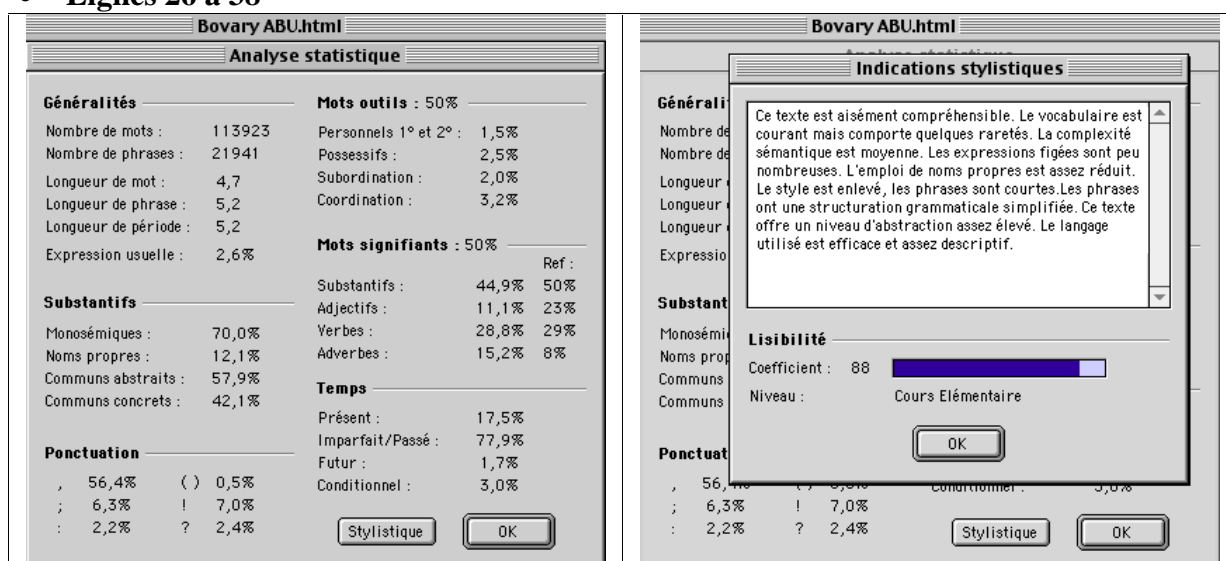 Bovary ABU.html
Analyse statistique
Généralités
Nombre de mots : 113923
Nombre de phrases : 21941
Longueur de mot : 4,7
Longueur de phrase : 5,2
Longueur de période : 5,2
Expression usuelle : 2,6%
Substantifs
Monosémiques : 70,0%
Noms propres : 12,1%
Communs abstraits : 57,9%
Communs concrets : 42,1%
Ponctuation
, 56,4% ( ) 0,5%
; 6,3% ! 7,0%
: 2,2% ? 2,4%
Mots outils : 50%
Personnels 1° et 2° : 1,5%
Possessifs : 2,5%
Subordination : 2,0%
Coordination : 3,2%
Mots signifiants : 50%
Ref :
Substantifs : 44,9% 50%
Adjectifs : 11,1% 23%
Verbes : 28,8% 29%
Adverbes : 15,2% 8%
Temps
Présent : 17,5%
Imparfait/Passé : 77,9%
Futur : 1,7%
Conditionnel : 3,0%
Stylistique OK
Bovary ABU.html
Indications stylistiques
Ce texte est aisément compréhensible. Le vocabulaire est
courant mais comporte quelques raretés. La complexité
sémantique est moyenne. Les expressions figées sont peu
nombreuses. L'emploi de noms propres est assez réduit.
Le style est enlevé, les phrases sont courtes.Les phrases
ont une structuration grammaticale simplifiée. Ce texte
offre un niveau d'abstraction assez élevé. Le langage
utilisé est efficace et assez descriptif.
Lisibilité
Coefficient : 88
Niveau : Cours Elémentaire
OK
Générali
Nombre de
Nombre de
Longueur
Longueur
Longueur
Expressio
Substant
Monosémi
Noms prop
Communs
Communs
Ponctuat
; 6,3% ! 7,0%
: 2,2% ? 2,4%
Stylistique OK